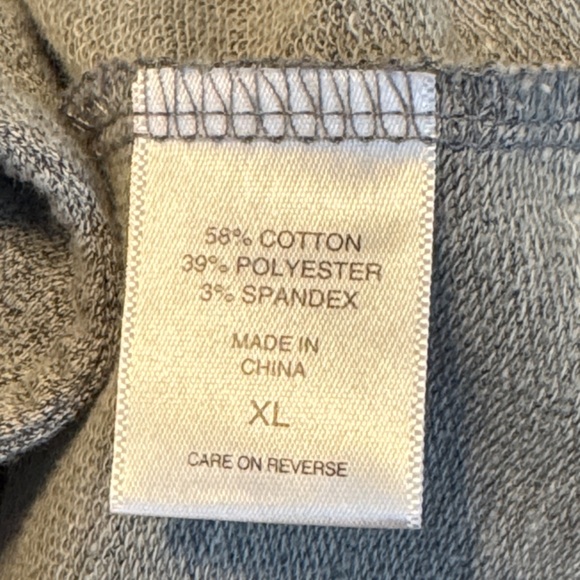 58% COTTON
39% POLYESTER
3% SPANDEX
MADE IN
CHINA
XL
CARE ON REVERSE